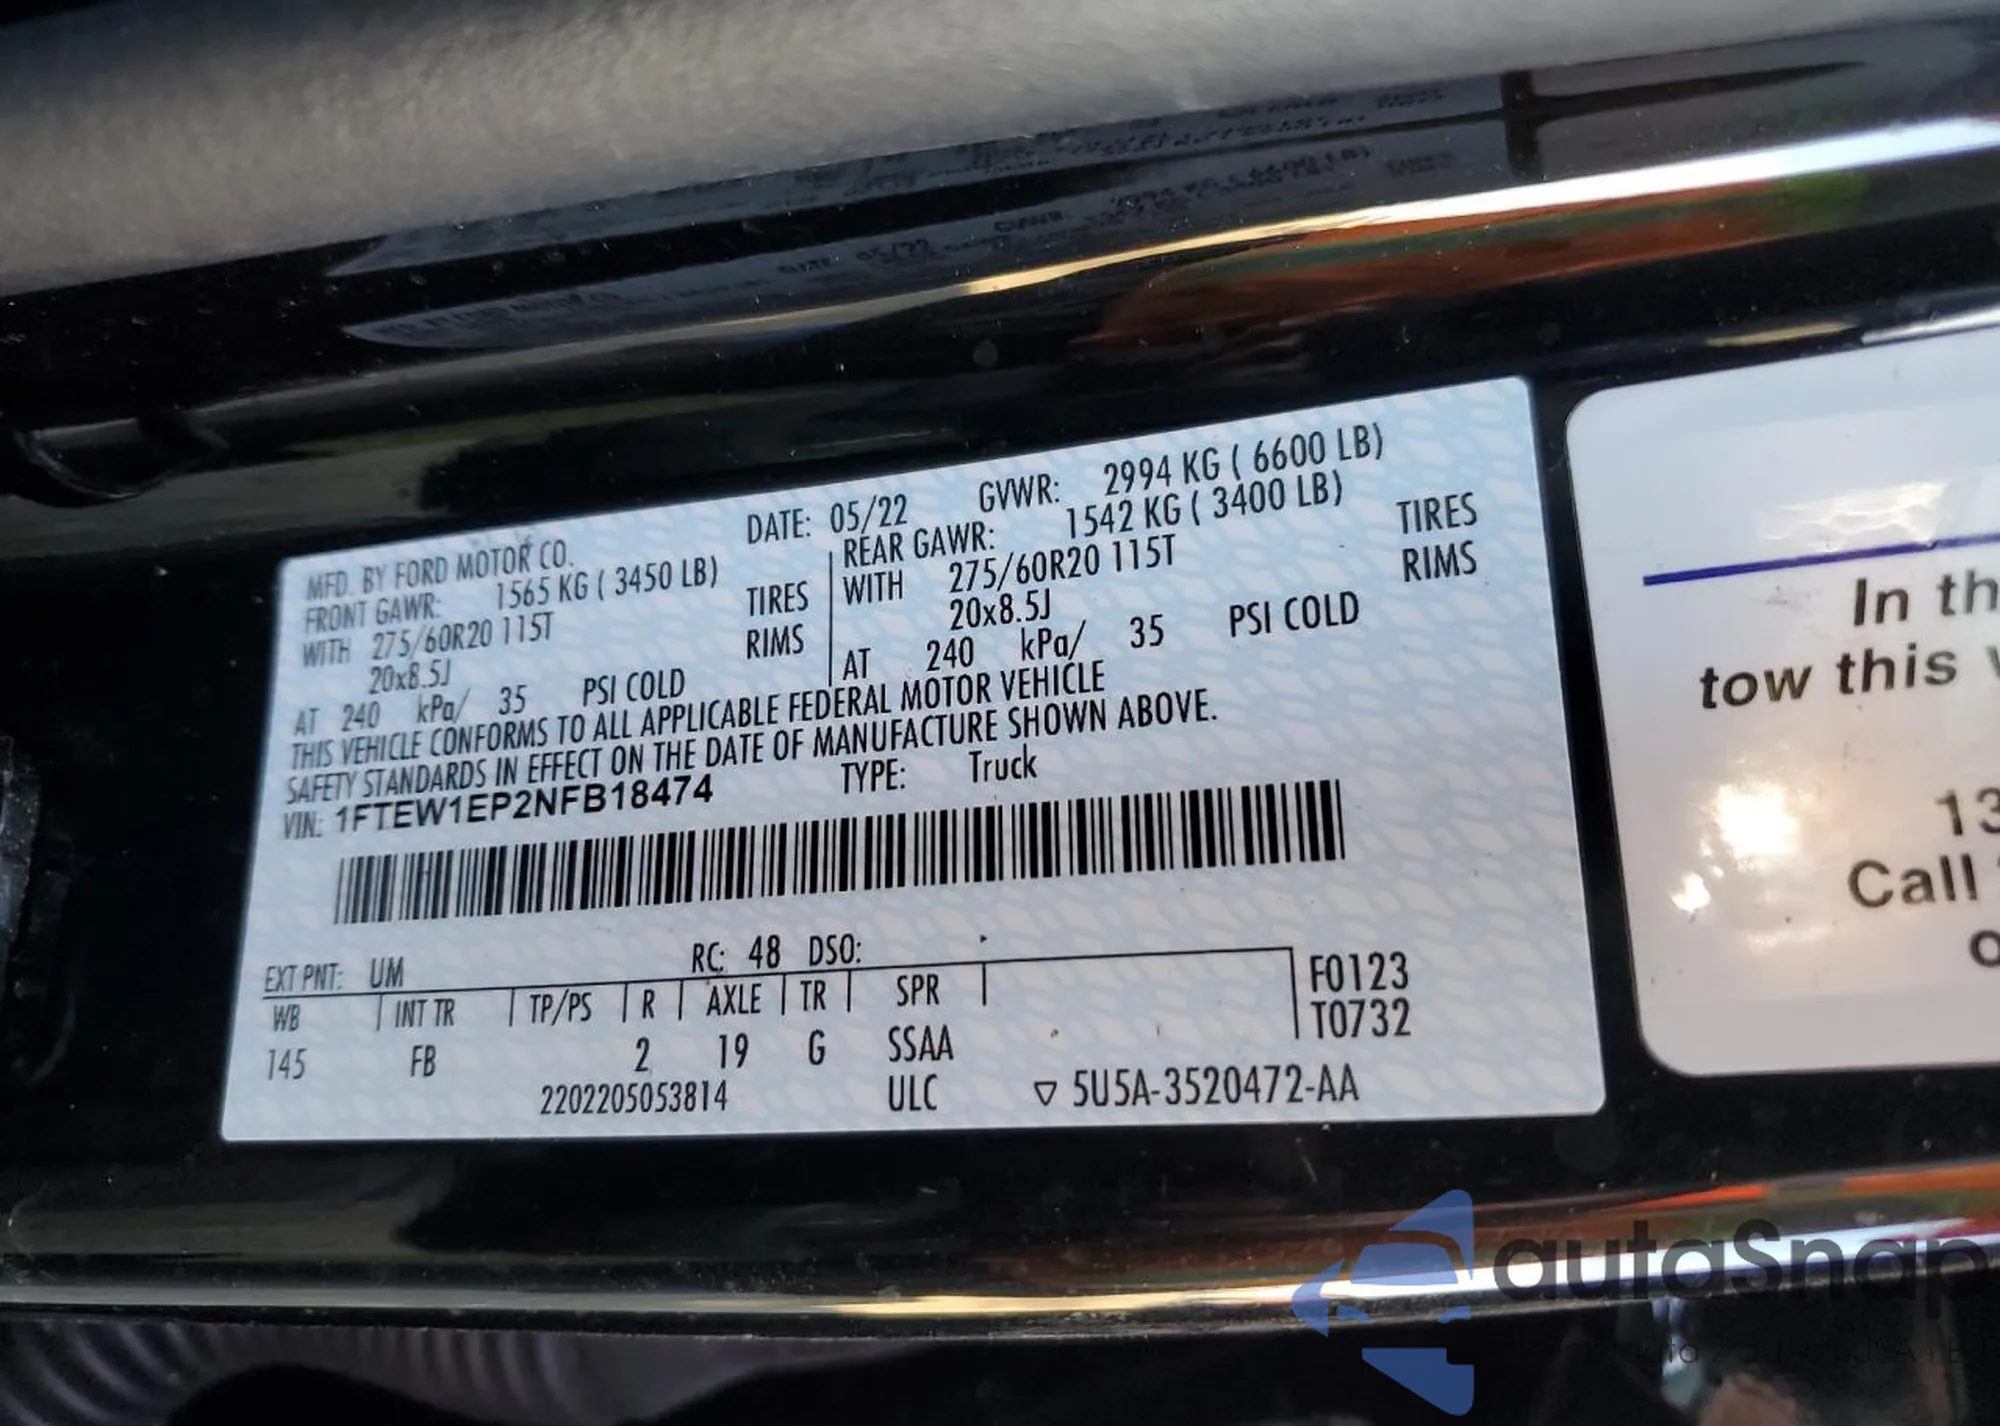 MFD. BY FORD MOTOR CO. DATE: 05/22 GVWR: 2994 KG ( 6600 LB)
FRONT GAWR: 1565 KG ( 3450 LB) REAR GAWR: 1542 KG ( 3400 LB)
WITH 275/60R20 115T TIRES WITH 275/60R20 115T TIRES
20x8.5J RIMS 20x8.5J RIMS
AT 240 kPa/ 35 PSI COLD AT 240 kPa/ 35 PSI COLD
THIS VEHICLE CONFORMS TO ALL APPLICABLE FEDERAL MOTOR VEHICLE
SAFETY STANDARDS IN EFFECT ON THE DATE OF MANUFACTURE SHOWN ABOVE.
VIN: 1FTEW1EP2NFB18474 TYPE: Truck
EXT PNT: UM RC: 48 DSO:
WB INT TR TP/PS R AXLE TR SPR F0123
T0732
145 FB 2 19 G SSAA
2202205053814 ULC ▽ 5U5A-3520472-AA
In th
tow this
13
Call
o
autoSnap